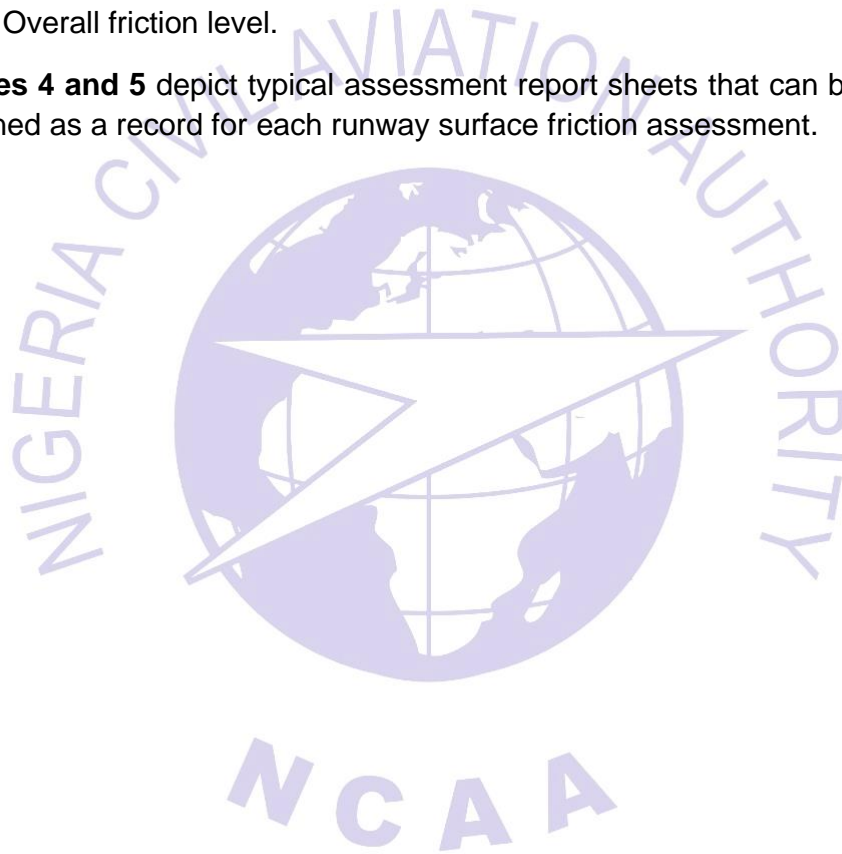 Overall friction level.
es 4 and 5 depict typical assessment report sheets that can b
ned as a record for each runway surface friction assessment.
NIGERIA CIVIL AVIATION AUTHORITY
NCAA